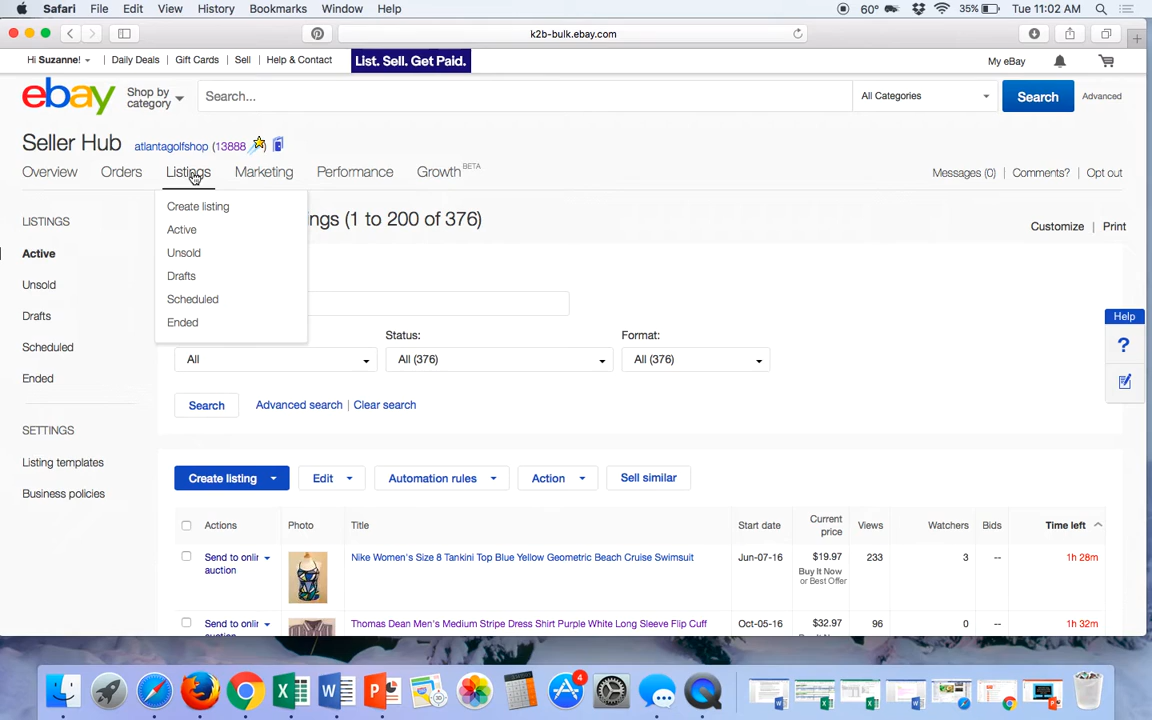 Safari File Edit View History Bookmarks Window Help 60° 35% Tue 11:02 AM
k2b-bulk.ebay.com
Hi Suzanne! Daily Deals Gift Cards Sell Help & Contact List. Sell. Get Paid. My eBay
ebay Shop by category Search... All Categories Search Advanced
Seller Hub atlantagolfshop (13888 )
Overview Orders Listings Marketing Performance Growth BETA Messages (0) Comments? Opt out
Create listing
Active
Unsold
Drafts
Scheduled
Ended
LISTINGS
Active
Unsold
Drafts
Scheduled
Ended
SETTINGS
Listing templates
Business policies
ngs (1 to 200 of 376)
Customize | Print
Help
?
Status: Format:
All All (376) All (376)
Search Advanced search | Clear search
Create listing Edit Automation rules Action Sell similar
Actions Photo Title Start date Current price Views Watchers Bids Time left
Send to onlir auction Nike Women's Size 8 Tankini Top Blue Yellow Geometric Beach Cruise Swimsuit Jun-07-16 $19.97 Buy It Now or Best Offer 233 3 -- 1h 28m
Send to onlir Thomas Dean Men's Medium Stripe Dress Shirt Purple White Long Sleeve Flip Cuff Oct-05-16 $32.97 96 0 -- 1h 32m
4